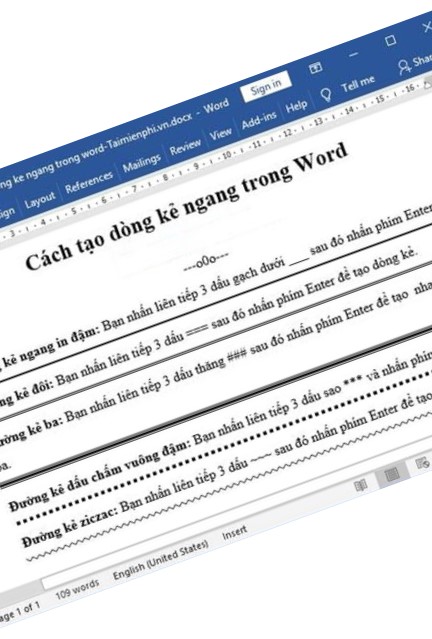 ng kẻ ngang trong word-Taimienphi.vn.docx - Word
Sign in
Layout References Mailings Review View Add-ins Help Tell me
Cách tạo dòng kẻ ngang trong Word
---o0o---
kẻ ngang in đậm: Bạn nhấn liên tiếp 3 dấu gạch dưới ___ sau đó nhấn phím Enter
kẻ đôi: Bạn nhấn liên tiếp 3 dấu === sau đó nhấn phím Enter để tạo dòng kẻ.
ường kẻ ba: Bạn nhấn liên tiếp 3 dấu thăng ### sau đó nhấn phím Enter để tạo
Đường kẻ dấu chấm vuông đậm: Bạn nhấn liên tiếp 3 dấu sao *** và nhấn phím
Đường kẻ ziczac: Bạn nhấn liên tiếp 3 dấu ~~~ sau đó nhấn phím Enter để tạo
age 1 of 1 109 words English (United States) Insert